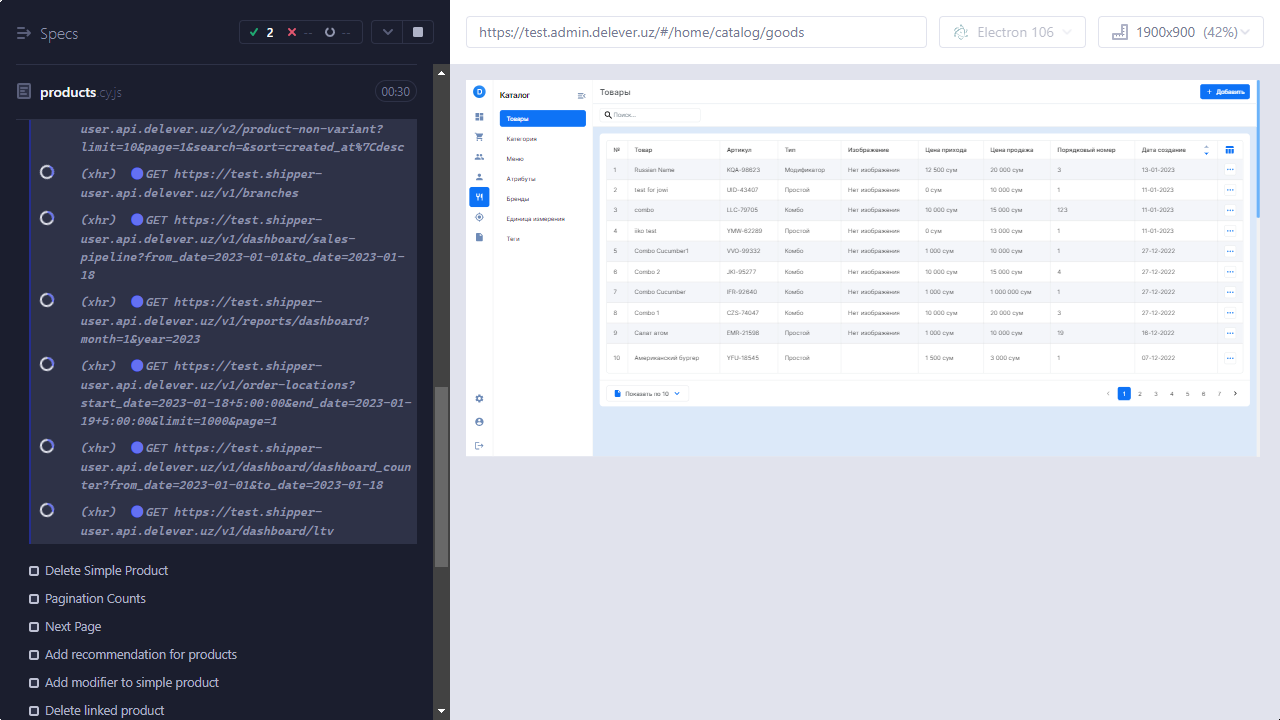 Specs
2
--
--
products.cy.js
00:30
user.api.delever.uz/v2/product-non-variant?
limit=10&page=1&search=&sort=created_at%7Cdesc
(xhr) GET https://test.shipper-
user.api.delever.uz/v1/branches
(xhr) GET https://test.shipper-
user.api.delever.uz/v1/dashboard/sales-
pipeline?from_date=2023-01-01&to_date=2023-01-
18
(xhr) GET https://test.shipper-
user.api.delever.uz/v1/reports/dashboard?
month=1&year=2023
(xhr) GET https://test.shipper-
user.api.delever.uz/v1/order-locations?
start_date=2023-01-18+5:00:00&end_date=2023-01-
19+5:00:00&limit=1000&page=1
(xhr) GET https://test.shipper-
user.api.delever.uz/v1/dashboard/dashboard_coun
ter?from_date=2023-01-01&to_date=2023-01-18
(xhr) GET https://test.shipper-
user.api.delever.uz/v1/dashboard/ltv
Delete Simple Product
Pagination Counts
Next Page
Add recommendation for products
Add modifier to simple product
Delete linked product
https://test.admin.delever.uz/#/home/catalog/goods
Electron 106
1900x900 (42%)
D
Каталог
Товары
Категория
Меню
Атрибуты
Бренды
Единица измерения
Теги
Товары
+ Добавить
Поиск...
№ Товар Артикул Тип Изображение Цена прихода Цена продажа Порядковый номер Дата создание
1 Russian Name KQA-98623 Модификатор Нет изображения 12 500 сум 20 000 сум 3 13-01-2023
2 test for jowi UID-43407 Простой Нет изображения 0 сум 10 000 сум 1 11-01-2023
3 combo LLC-79705 Комбо Нет изображения 10 000 сум 15 000 сум 123 11-01-2023
4 iiko test YMW-62289 Простой Нет изображения 0 сум 13 000 сум 1 11-01-2023
5 Combo Cucumber1 VVO-99332 Комбо Нет изображения 1 000 сум 10 000 сум 1 27-12-2022
6 Combo 2 JKI-95277 Комбо Нет изображения 10 000 сум 15 000 сум 4 27-12-2022
7 Combo Cucumber IFR-92640 Комбо Нет изображения 1 000 сум 1 000 000 сум 1 27-12-2022
8 Combo 1 CZS-74047 Комбо Нет изображения 10 000 сум 20 000 сум 3 27-12-2022
9 Салат атом EMR-21598 Простой Нет изображения 1 000 сум 10 000 сум 19 16-12-2022
10 Американский бургер YFU-18545 Простой 1 500 сум 3 000 сум 1 07-12-2022
Показать по 10
1 2 3 4 5 6 7